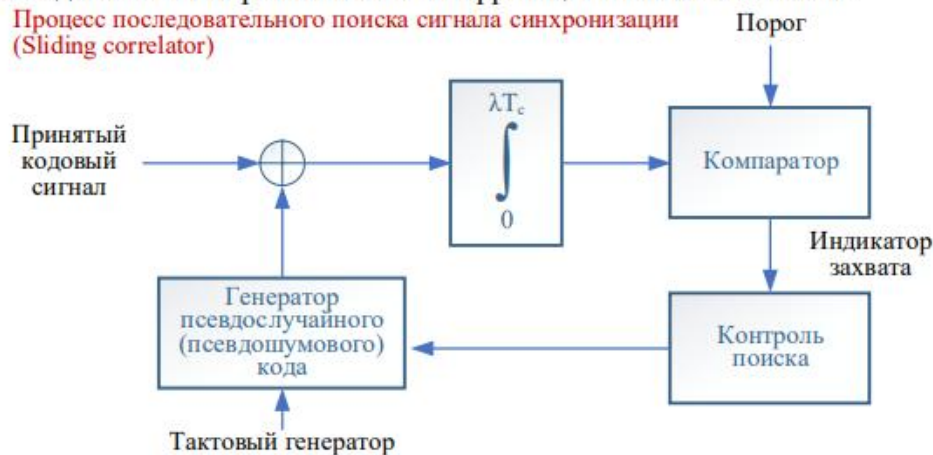 Процесс последовательного поиска сигнала синхронизации
(Sliding correlator)
Порог
λTc
∫
0
Принятый
кодовый
сигнал
Компаратор
Индикатор
захвата
Генератор
псевдослучайного
(псевдошумового)
кода
Контроль
поиска
Тактовый генератор